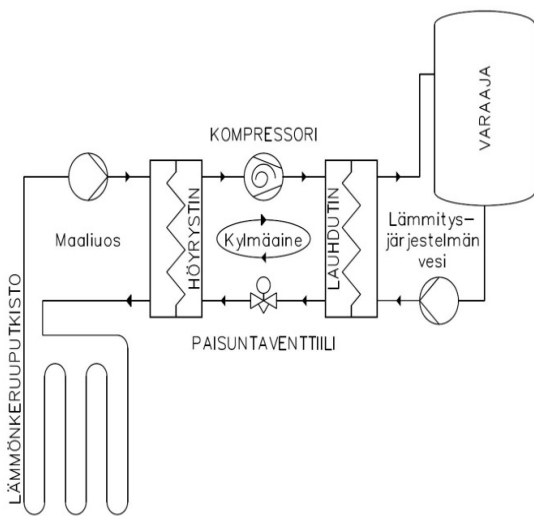 VARAAJA
KOMPRESSORI
HÖYRYSTIN
LAUHDUTIN
Maaliuos
Kylmäaine
Lämmitys-
järjestelmän
vesi
PAISUNTAVENTTIILI
LÄMMÖNKERUUPUTKISTO